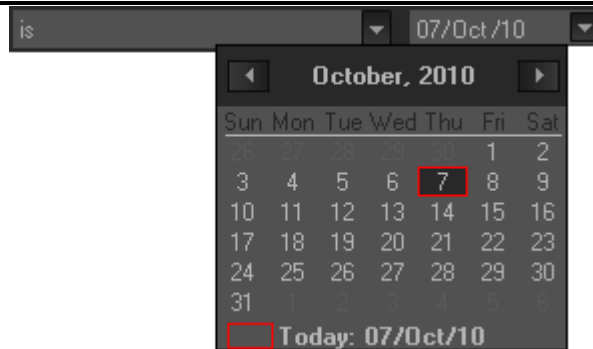 is 07/Oct/10
October, 2010
Sun Mon Tue Wed Thu Fri Sat
26 27 28 29 30 1 2
3 4 5 6 7 8 9
10 11 12 13 14 15 16
17 18 19 20 21 22 23
24 25 26 27 28 29 30
31 1 2 3 4 5 6
Today: 07/Oct/10